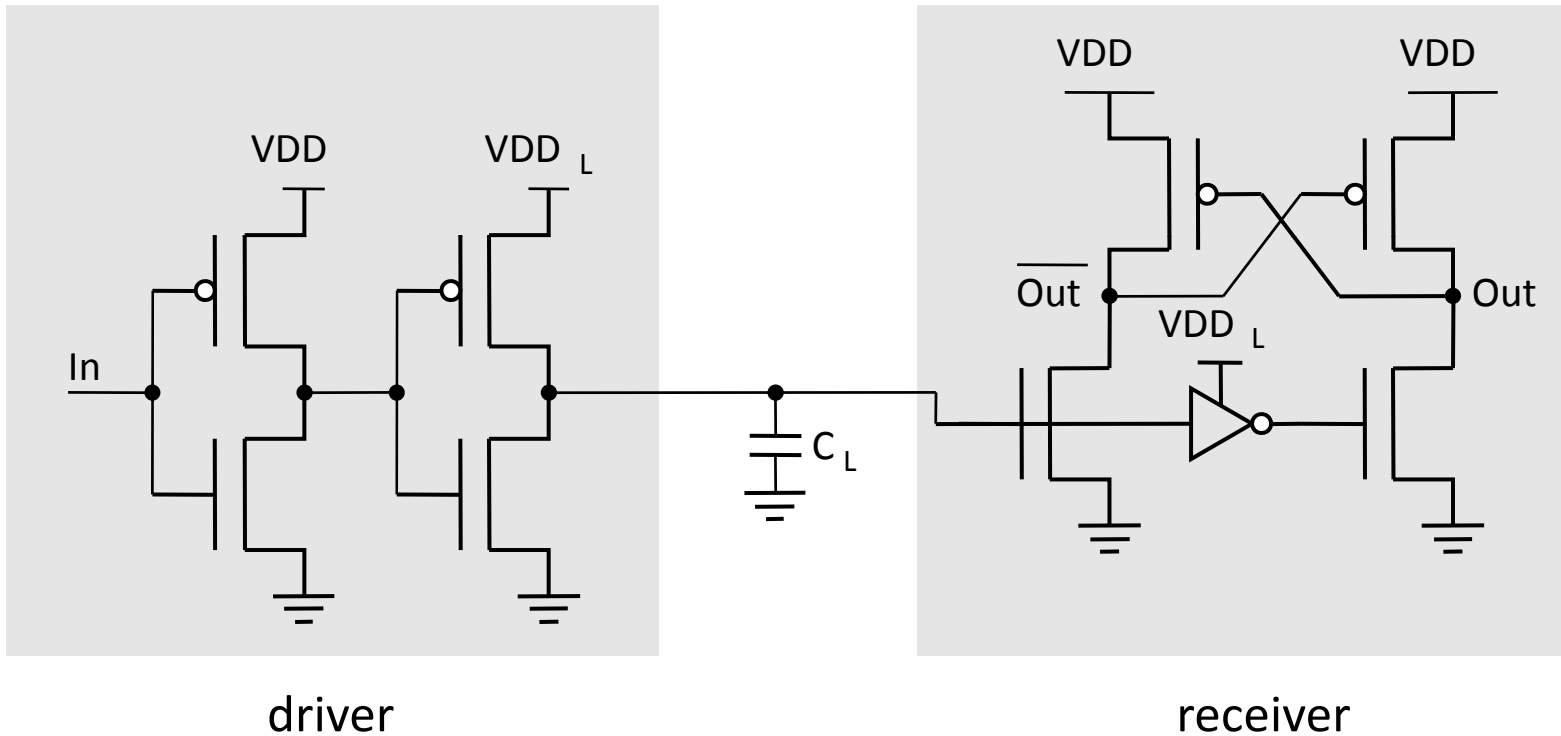 VDD
VDD
VDD
VDD L
In
Out
Out
VDD L
C L
driver
receiver